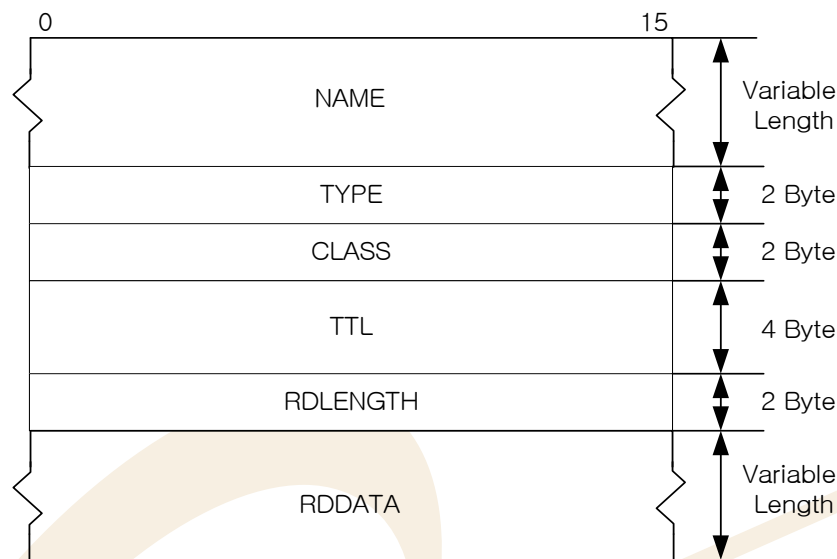 0 15
NAME
Variable
Length
TYPE
2 Byte
CLASS
2 Byte
TTL
4 Byte
RDLENGTH
2 Byte
RDDATA
Variable
Length